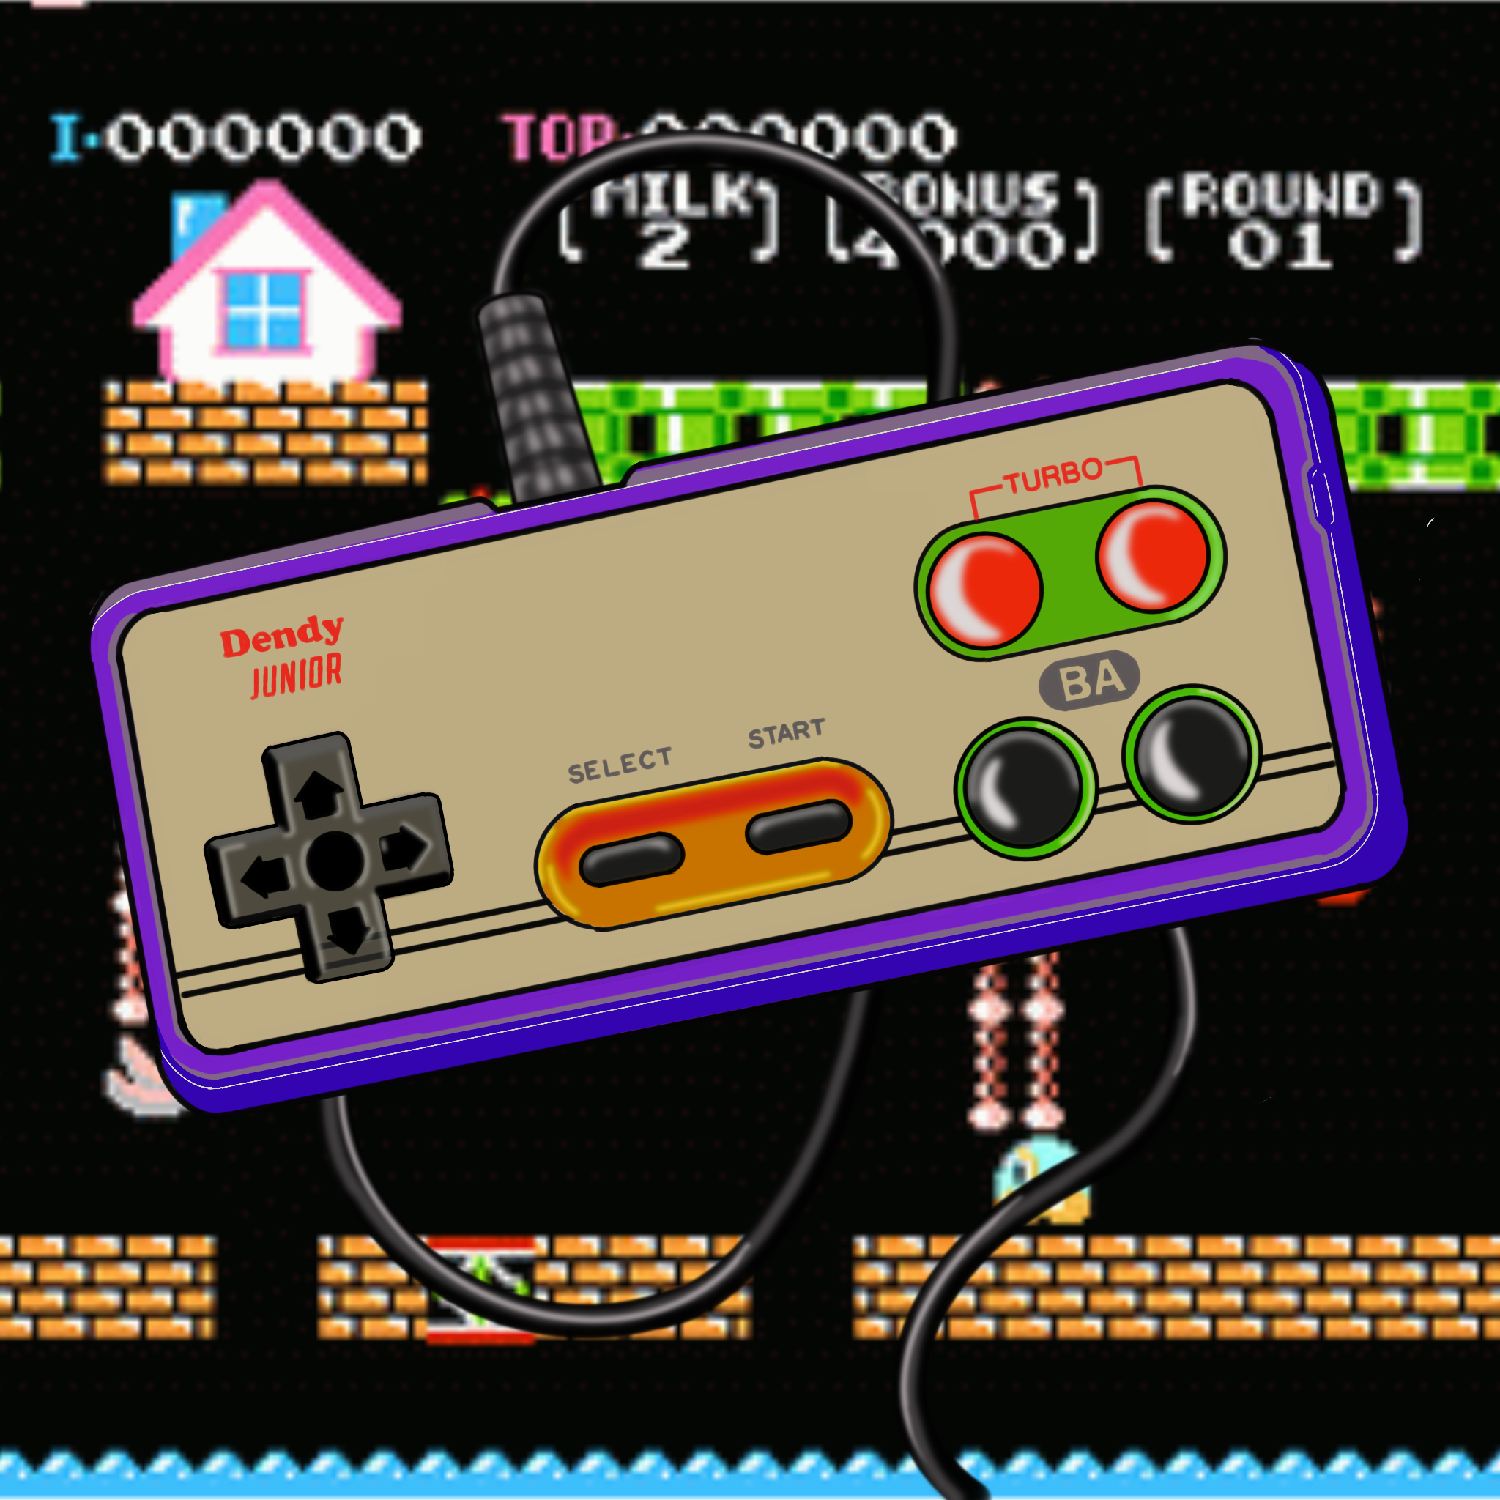 I-000000 TOP-000000
MILK BONUS ROUND
2 4000 01
TURBO
Dendy
JUNIOR
BA
SELECT START